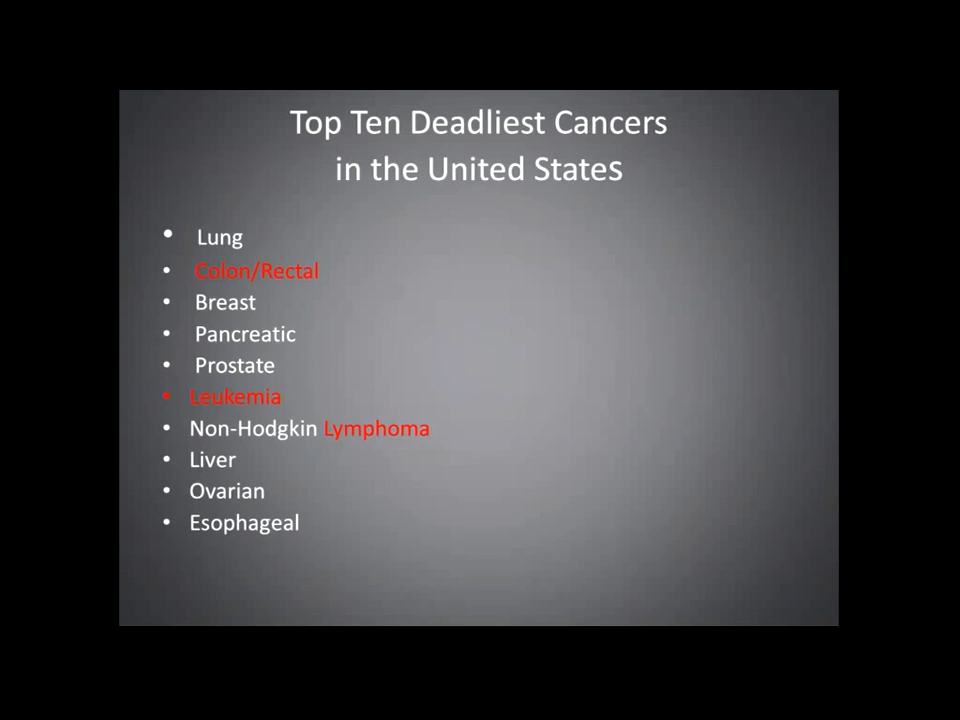 Top Ten Deadliest Cancers
in the United States
• Lung
• Colon/Rectal
• Breast
• Pancreatic
• Prostate
• Leukemia
• Non-Hodgkin Lymphoma
• Liver
• Ovarian
• Esophageal